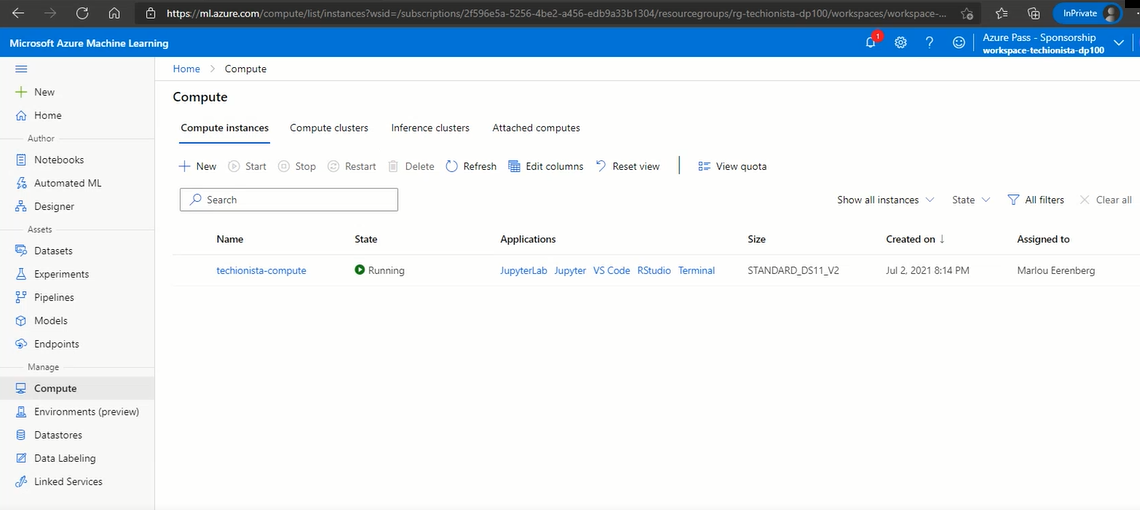 https://ml.azure.com/compute/list/instances?wsid=/subscriptions/2f596e5a-5256-4be2-a456-edb9a33b1304/resourcegroups/rg-techionista-dp100/workspaces/workspace-...
InPrivate
Microsoft Azure Machine Learning
1
Azure Pass - Sponsorship
workspace-techionista-dp100
New
Home
Author
Notebooks
Automated ML
Designer
Assets
Datasets
Experiments
Pipelines
Models
Endpoints
Manage
Compute
Environments (preview)
Datastores
Data Labeling
Linked Services
Home > Compute
Compute
Compute instances Compute clusters Inference clusters Attached computes
New Start Stop Restart Delete Refresh Edit columns Reset view View quota
Search
Show all instances State All filters Clear all
Name State Applications Size Created on ↓ Assigned to
techionista-compute Running JupyterLab Jupyter VS Code RStudio Terminal STANDARD_DS11_V2 Jul 2, 2021 8:14 PM Marlou Eerenberg